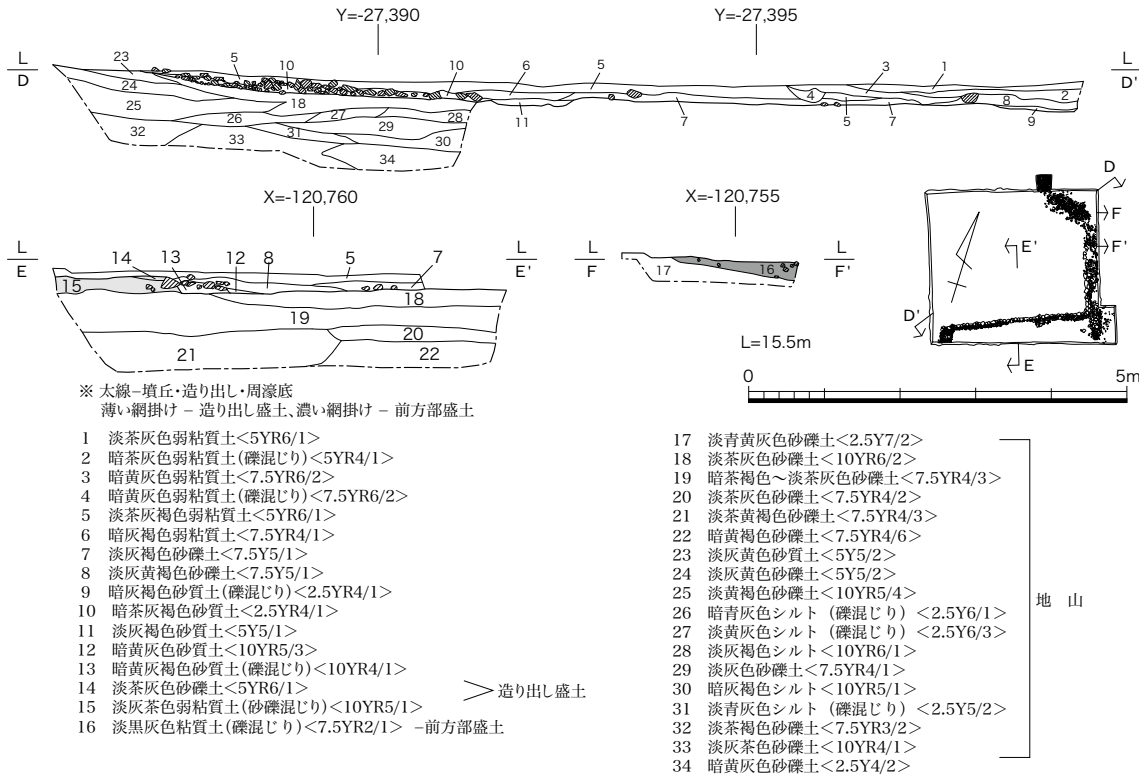 Y=-27,390 Y=-27,395
L D 23 5 10 10 6 5 3 1 L D'
24 25 18 26 27 28 29 32 33 31 30 34 11 7 4 5 7 8 2 9
X=-120,760 X=-120,755
L E 14 13 12 8 5 7 L E' L F 17 16 L F'
15 18 19 20 21 22
D F F' E' D' E
L=15.5m
0 5m
※ 太線−墳丘・造り出し・周濠底
薄い網掛け − 造り出し盛土、濃い網掛け − 前方部盛土
1 淡茶灰色弱粘質土<5YR6/1>
2 暗茶灰色弱粘質土(礫混じり)<5YR4/1>
3 暗黄灰色弱粘質土<7.5YR6/2>
4 暗黄灰色弱粘質土(礫混じり)<7.5YR6/2>
5 淡茶灰褐色弱粘質土<5YR6/1>
6 暗灰褐色弱粘質土<7.5YR4/1>
7 淡灰褐色砂礫土<7.5Y5/1>
8 淡灰黄褐色砂礫土<7.5Y5/1>
9 暗灰褐色砂質土(礫混じり)<2.5YR4/1>
10 暗茶灰褐色砂質土<2.5YR4/1>
11 淡灰褐色砂質土<5Y5/1>
12 暗黄灰色砂質土<10YR5/3>
13 暗黄灰褐色砂質土(礫混じり)<10YR4/1>
14 淡茶灰色砂礫土<5YR6/1>
15 淡灰茶色弱粘質土(砂礫混じり)<10YR5/1>
造り出し盛土
16 淡黒灰色粘質土(礫混じり)<7.5YR2/1> −前方部盛土
17 淡青黄灰色砂礫土<2.5Y7/2>
18 淡茶灰色砂礫土<10YR6/2>
19 暗茶褐色〜淡茶灰色砂礫土<7.5YR4/3>
20 淡茶灰色砂礫土<7.5YR4/2>
21 淡茶黄褐色砂礫土<7.5YR4/3>
22 暗黄褐色砂礫土<7.5YR4/6>
23 淡灰黄色砂質土<5Y5/2>
24 淡灰黄色砂礫土<5Y5/2>
25 淡黄褐色砂礫土<10YR5/4>
26 暗青灰色シルト（礫混じり）<2.5Y6/1>
27 淡黄灰色シルト（礫混じり）<2.5Y6/3>
28 淡灰褐色シルト<10YR6/1>
29 淡灰色砂礫土<7.5YR4/1>
30 暗灰褐色シルト<10YR5/1>
31 淡青灰色シルト（礫混じり）<2.5Y5/2>
32 淡茶褐色砂礫土<7.5YR3/2>
33 淡灰茶色砂礫土<10YR4/1>
34 暗黄灰色砂礫土<2.5Y4/2>
地 山